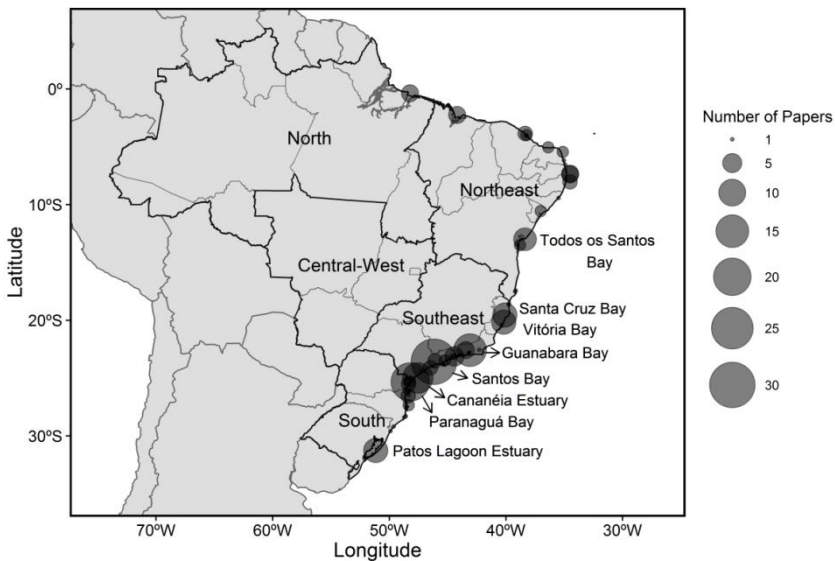 0º
10ºS
20ºS
30ºS
Latitude
70ºW
60ºW
50ºW
40ºW
30ºW
Longitude
North
Northeast
Central-West
Southeast
South
Todos os Santos
Bay
Santa Cruz Bay
Vitória Bay
Guanabara Bay
Santos Bay
Cananéia Estuary
Paranaguá Bay
Patos Lagoon Estuary
Number of Papers
1
5
10
15
20
25
30